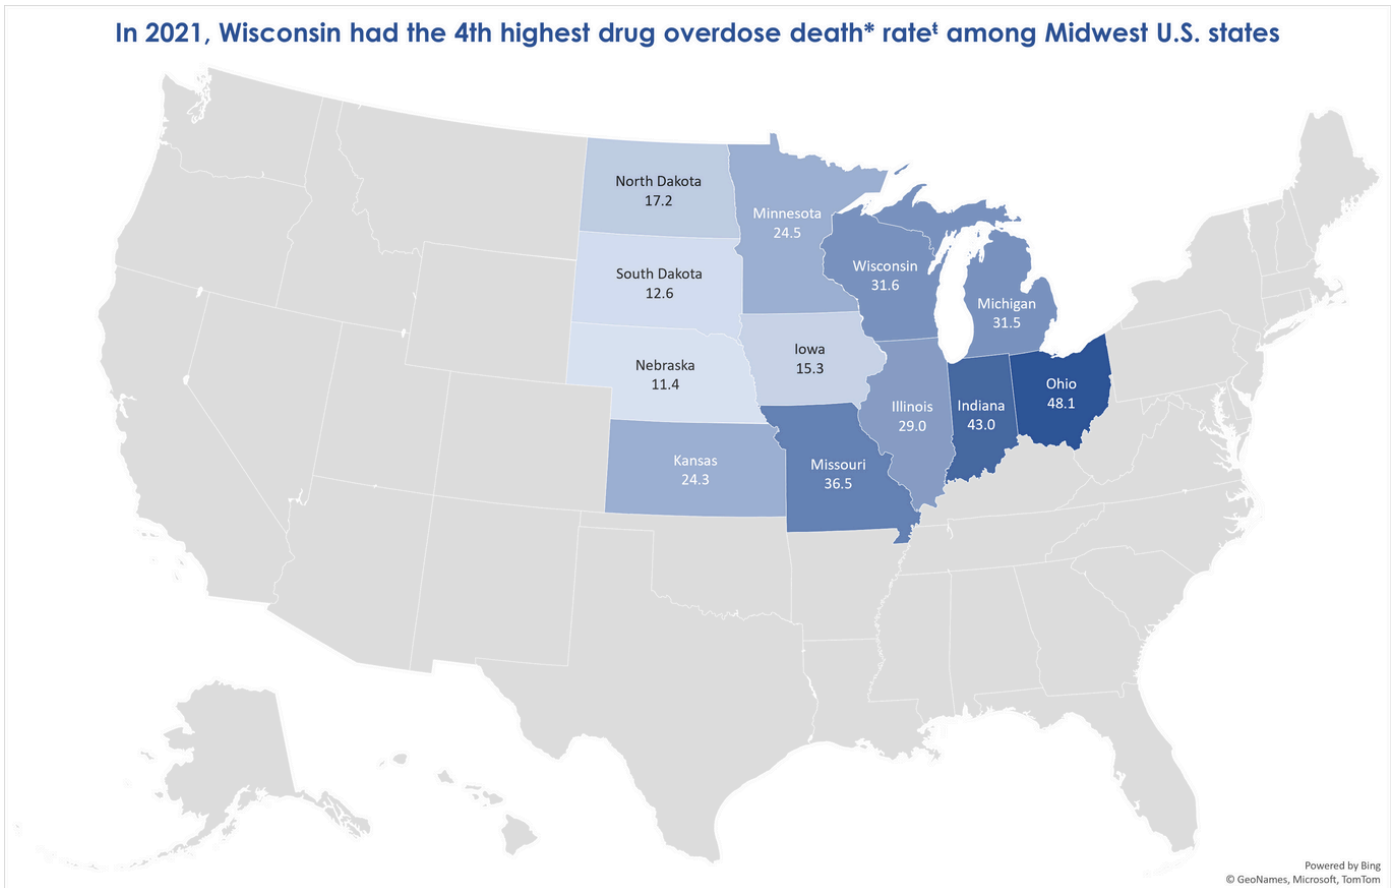 In 2021, Wisconsin had the 4th highest drug overdose death* rate‡ among Midwest U.S. states
North Dakota
17.2
Minnesota
24.5
South Dakota
12.6
Wisconsin
31.6
Michigan
31.5
Nebraska
11.4
Iowa
15.3
Illinois
29.0
Indiana
43.0
Ohio
48.1
Kansas
24.3
Missouri
36.5
Powered by Bing
© GeoNames, Microsoft, TomTom